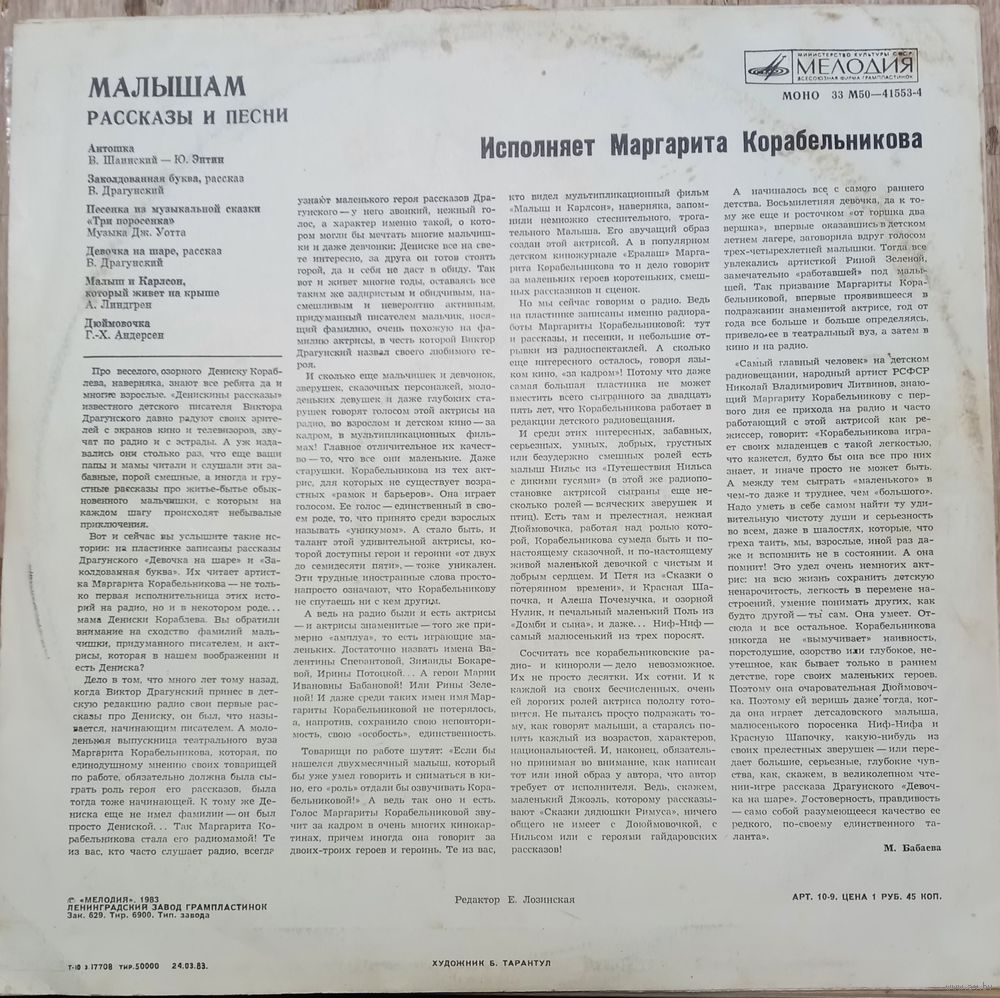 МАЛЫШАМ
РАССКАЗЫ И ПЕСНИ
МИНИСТЕРСТВО КУЛЬТУРЫ СССР
МЕЛОДИЯ
ВСЕСОЮЗНАЯ ФИРМА ГРАМПЛАСТИНОК
МОНО 33 М50—41553-4
Исполняет Маргарита Корабельникова
Антошка
В. Шаинский — Ю. Энтин
Заколдованная буква, рассказ
В. Драгунский
Песенка из музыкальной сказки
«Три поросенка»
Музыка Дж. Уотта
Девочка на шаре, рассказ
В. Драгунский
Малыш и Карлсон,
который живет на крыше
А. Линдгрен
Дюймовочка
Г.-Х. Андерсен
Про веселого, озорного Дениску Кораб-
лева, наверняка, знают все ребята да и
многие взрослые. «Денискины рассказы»
известного детского писателя Виктора
Драгунского давно радуют своих зрите-
лей с экранов кино и телевизоров, зву-
чат по радио и с эстрады. А уж изда-
вались они столько раз, что еще ваши
папы и мамы читали и слушали эти за-
бавные, порой смешные, а иногда и гру-
стные рассказы про житье-бытье обык-
новенного мальчишки, с которым на
каждом шагу происходят небывалые
приключения.
Вот и сейчас вы услышите такие ис-
тории: на пластинке записаны рассказы
Драгунского «Девочка на шаре» и «За-
колдованная буква». Их читает артист-
ка Маргарита Корабельникова — не толь-
ко первая исполнительница этих исто-
рий на радио, но и в некотором роде...
мама Дениски Кораблева. Вы обратили
внимание на сходство фамилий маль-
чишки, придуманного писателем, и акт-
рисы, которая в нашем воображении и
есть Дениска?
Дело в том, что много лет тому назад,
когда Виктор Драгунский принес в дет-
скую редакцию радио свои первые рас-
сказы про Дениску, он был, что назы-
вается, начинающим писателем. А моло-
денькая выпускница театрального вуза
Маргарита Корабельникова, которая, по
единодушному мнению своих товарищей
по работе, обязательно должна была сы-
грать роль героя его рассказов, была
тогда тоже начинающей. К тому же Де-
ниска еще не имел фамилии — он был
просто Дениской... Так Маргарита Ко-
рабельникова стала его радиомамой! Те
из вас, кто часто слушает радио, всегда
узнают маленького героя рассказов Дра-
гунского — у него звонкий, нежный го-
лос, а характер именно такой, о кото-
ром могли бы мечтать многие мальчиш-
ки и даже девчонки: Дениске все на све-
те интересно, за друга он готов стоять
горой, да и себя не даст в обиду. Так
вот и живет многие годы, оставаясь все
таким же задиристым и обидчивым, на-
смешливым и невероятно активным,
придуманный писателем мальчик, нося-
щий фамилию, очень похожую на фа-
милию актрисы, в честь которой Виктор
Драгунский назвал своего любимого ге-
роя.
И сколько еще мальчишек и девчонок,
зверушек, сказочных персонажей, моло-
деньких девушек и даже глубоких ста-
рушек говорят голосом этой актрисы на
радио, во взрослом и детском кино — за
кадром, в мультипликационных филь-
мах! Главное отличительное их качест-
во — то, что все они маленькие. Даже
старушки. Корабельникова из тех акт-
рис, для которых не существует возра-
стных «рамок и барьеров». Она играет
голосом. Ее голос — единственный в сво-
ем роде, то, что принято среди взрослых
называть «уникумом». А стало быть, и
талант этой удивительной актрисы, ко-
торой доступны герои и героини «от двух
до семидесяти пяти», — тоже уникален.
Эти трудные иностранные слова просто-
напросто означают, что Корабельникову
не спутаешь ни с кем другим.
А ведь на радио были и есть актрисы
— и актрисы знаменитые — того же при-
мерно «амплуа», то есть играющие ма-
леньких. Достаточно назвать имена Ва-
лентины Сперантовой, Зинаиды Бокаре-
вой, Ирины Потоцкой... А герои Марии
Ивановны Бабановой! Или Рины Зеле-
ной! И даже среди таких имен имя Мар-
гариты Корабельниковой не потерялось,
а, напротив, сохранило свою неповтори-
мость, свою «особость», единственность.
Товарищи по работе шутят: «Если бы
нашелся двухмесячный малыш, который
бы уже умел говорить и сниматься в ки-
но, его «роль» отдали бы озвучивать Кора-
бельниковой!» А ведь так оно и есть.
Голос Маргариты Корабельниковой зву-
чит за кадром в очень многих кинокар-
тинах, причем иногда она говорит за
двоих-троих героев и героинь. Те из вас,
кто видел мультипликационный фильм
«Малыш и Карлсон», наверняка, запом-
нили немножко стеснительного, трога-
тельного Малыша. Его звучащий образ
создан этой актрисой. А в популярном
детском киножурнале «Ералаш» Марга-
рита Корабельникова то и дело говорит
за маленьких героев коротеньких, смеш-
ных рассказиков и сценок.
Но мы сейчас говорим о радио. Ведь
на пластинке записаны именно радиора-
боты Маргариты Корабельниковой: тут
и рассказы, и песенки, и небольшие от-
рывки из радиоспектаклей. А сколько
еще интересного осталось, говоря язы-
ком кино, «за кадром»! Потому что даже
самая большая пластинка не может
вместить всего сыгранного за двадцать
пять лет, что Корабельникова работает в
редакции детского радиовещания.
И среди этих интересных, забавных,
серьезных, умных, добрых, грустных
или безудержно смешных ролей есть
малыш Нильс из «Путешествия Нильса
с дикими гусями» (в этой же радиопо-
становке актрисой сыграны еще не-
сколько ролей — всяческих зверушек и
птиц). Есть там и прелестная, нежная
Дюймовочка, работая над ролью кото-
рой, Корабельникова сумела быть и по-
настоящему сказочной, и по-настоящему
живой маленькой девочкой с чистым и
добрым сердцем. И Петя из «Сказки о
потерянном времени», и Красная Ша-
почка, и Алеша Почемучка, и озорной
Нулик, и печальный маленький Поль из
«Домби и сына», и даже... Ниф-Ниф —
самый малюсенький из трех поросят.
Сосчитать все корабельниковские ра-
дио- и кинороли — дело невозможное.
Их не просто десятки. Их сотни. И к
каждой из своих бесчисленных, очень
ей дорогих ролей актриса подолгу гото-
вится. Не пытаясь просто подражать то-
му, как говорят малыши, а стараясь по-
нять каждый из возрастов, характеров,
национальностей. И, наконец, обязатель-
но принимая во внимание, как написан
тот или иной образ у автора, что автор
требует от исполнителя. Ведь, скажем,
маленький Джоэль, которому рассказы-
вают «Сказки дядюшки Римуса», ничего
общего не имеет с Дюймовочкой, с
Нильсом или с героями гайдаровских
рассказов!
А начиналось все с самого раннего
детства. Восьмилетняя девочка, да к то-
му же еще и росточком «от горшка два
вершка», впервые оказавшись в детском
летнем лагере, заговорила вдруг голосом
трех-четырехлетней малышки. Тогда все
увлекались артисткой Риной Зеленой,
замечательно «работавшей» под малы-
шей. Так призвание Маргариты Кора-
бельниковой, впервые проявившееся в
подражании знаменитой актрисе, год от
года все больше и больше определяясь,
привело ее в театральный вуз, а затем в
кино и на радио.
«Самый главный человек» на детском
радиовещании, народный артист РСФСР
Николай Владимирович Литвинов, знаю-
щий Маргариту Корабельникову с пер-
вого дня ее прихода на радио и часто
работающий с этой актрисой как ре-
жиссер, говорит: «Корабельникова игра-
ет своих младенцев с такой легкостью,
что кажется, будто бы она все про них
знает, и иначе просто не может быть.
А между тем сыграть «маленького» в
чем-то даже и труднее, чем «большого».
Надо уметь в себе самом найти ту уди-
вительную чистоту души и серьезность
во всем, даже в шалостях, которые, что
греха таить, мы, взрослые, иной раз да-
же и вспомнить не в состоянии. А она
помнит! Это удел очень немногих акт-
рис: на всю жизнь сохранить детскую
ненарочитость, легкость в перемене на-
строений, умение понимать других, как
будто другой — ты сам. Она умеет. От-
сюда и все остальное. Корабельникова
никогда не «вымучивает» наивность,
простодушие, озорство или глубокое, не-
утешное, как бывает только в раннем
детстве, горе своих маленьких героев.
Поэтому она очаровательная Дюймовоч-
ка. Поэтому ей веришь даже тогда, ког-
да она играет детсадовского малыша,
малюсенького поросенка Ниф-Нифа и
Красную Шапочку, какую-нибудь из
своих прелестных зверушек — или пере-
дает большие, серьезные, глубокие чув-
ства, как, скажем, в великолепном чте-
нии-игре рассказа Драгунского «Девоч-
ка на шаре». Достоверность, правдивость
— само собой разумеющееся качество ее
редкого, по-своему единственного та-
ланта».
М. Бабаева
© «МЕЛОДИЯ», 1983
ЛЕНИНГРАДСКИЙ ЗАВОД ГРАМПЛАСТИНОК
Зак. 629. Тир. 6900. Тип. завода
Редактор Е. Лозинская
АРТ. 10-9. ЦЕНА 1 РУБ. 45 КОП.
Т-10 з.17708 ТИР.50000 24.03.83.
ХУДОЖНИК Б. ТАРАНТУЛ